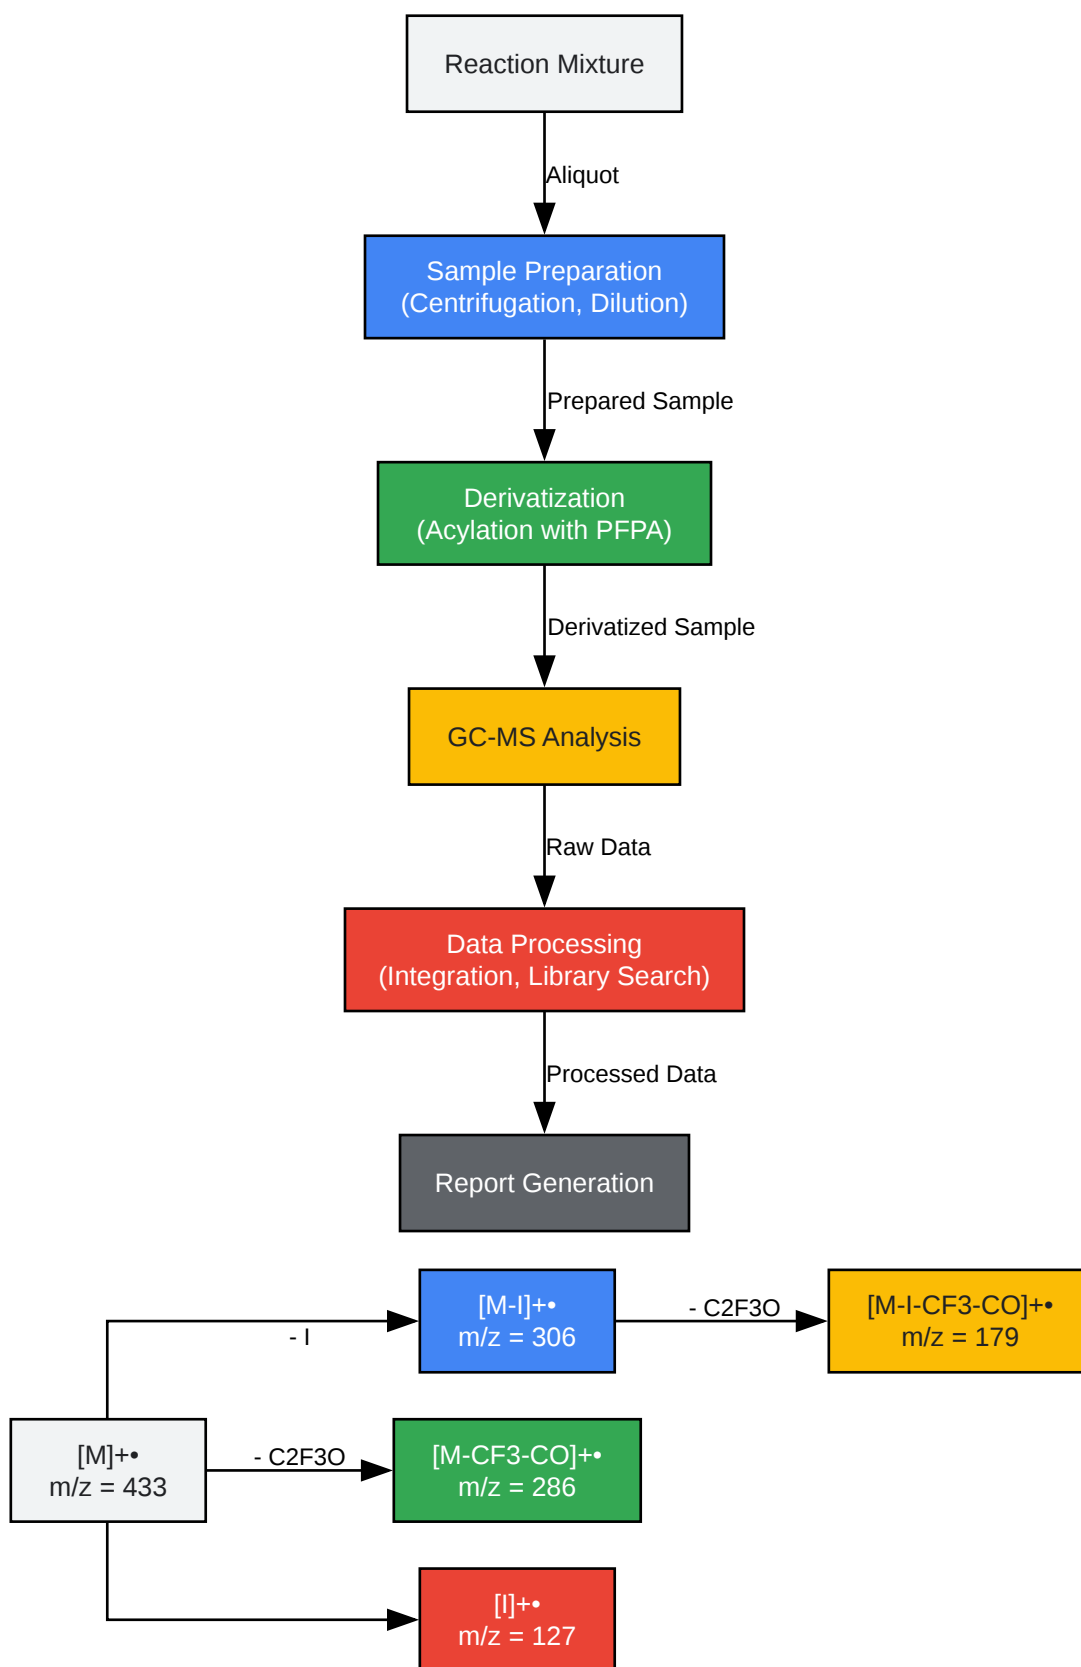 Reaction Mixture
Aliquot
Sample Preparation
(Centrifugation, Dilution)
Prepared Sample
Derivatization
(Acylation with PFPA)
Derivatized Sample
GC-MS Analysis
Raw Data
Data Processing
(Integration, Library Search)
Processed Data
Report Generation
[M-I]+•
m/z = 306
- C2F3O
[M-I-CF3-CO]+•
m/z = 179
- I
[M]+•
m/z = 433
- C2F3O
[M-CF3-CO]+•
m/z = 286
[I]+•
m/z = 127